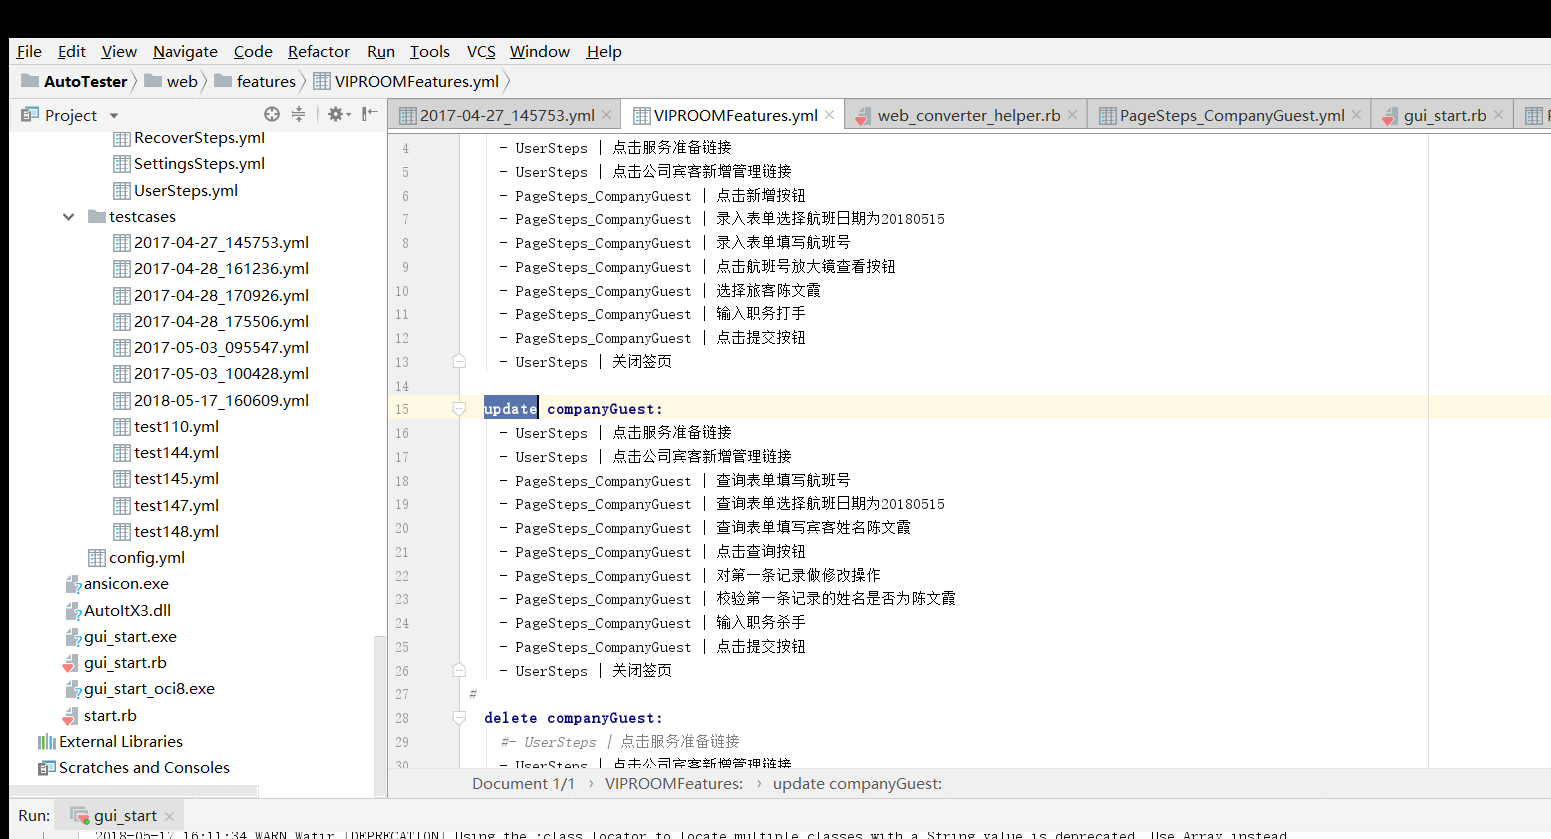 File Edit View Navigate Code Refactor Run Tools VCS Window Help
AutoTester web features VIPROOMFeatures.yml
Project
2017-04-27_145753.yml VIPROOMFeatures.yml web_converter_helper.rb PageSteps_CompanyGuest.yml gui_start.rb
RecoverSteps.yml
SettingsSteps.yml
UserSteps.yml
testcases
2017-04-27_145753.yml
2017-04-28_161236.yml
2017-04-28_170926.yml
2017-04-28_175506.yml
2017-05-03_095547.yml
2017-05-03_100428.yml
2018-05-17_160609.yml
test110.yml
test144.yml
test145.yml
test147.yml
test148.yml
config.yml
ansicon.exe
AutoItX3.dll
gui_start.exe
gui_start.rb
gui_start_oci8.exe
start.rb
External Libraries
Scratches and Consoles
4 - UserSteps | 点击服务准备链接
5 - UserSteps | 点击公司宾客新增管理链接
6 - PageSteps_CompanyGuest | 点击新增按钮
7 - PageSteps_CompanyGuest | 录入表单选择航班日期为20180515
8 - PageSteps_CompanyGuest | 录入表单填写航班号
9 - PageSteps_CompanyGuest | 点击航班号放大镜查看按钮
10 - PageSteps_CompanyGuest | 选择旅客陈文霞
11 - PageSteps_CompanyGuest | 输入职务打手
12 - PageSteps_CompanyGuest | 点击提交按钮
13 - UserSteps | 关闭签页
14
15 update companyGuest:
16 - UserSteps | 点击服务准备链接
17 - UserSteps | 点击公司宾客新增管理链接
18 - PageSteps_CompanyGuest | 查询表单填写航班号
19 - PageSteps_CompanyGuest | 查询表单选择航班日期为20180515
20 - PageSteps_CompanyGuest | 查询表单填写宾客姓名陈文霞
21 - PageSteps_CompanyGuest | 点击查询按钮
22 - PageSteps_CompanyGuest | 对第一条记录做修改操作
23 - PageSteps_CompanyGuest | 校验第一条记录的姓名是否为陈文霞
24 - PageSteps_CompanyGuest | 输入职务杀手
25 - PageSteps_CompanyGuest | 点击提交按钮
26 - UserSteps | 关闭签页
27 #
28 delete companyGuest:
29 #- UserSteps | 点击服务准备链接
30 - UserSteps | 点击公司宾客新增管理链接
Document 1/1 › VIPROOMFeatures: › update companyGuest:
Run: gui_start
1 2018-05-17 16:11:34 WARN Watir [DEPRECATION] Using the :class locator to locate multiple classes with a String value is deprecated. Use Array instead.